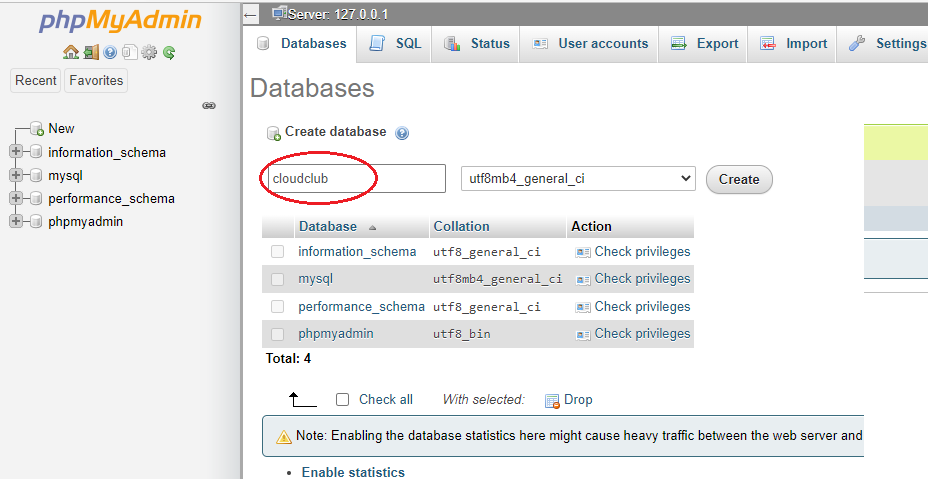 phpMyAdmin
Recent Favorites
New
information_schema
mysql
performance_schema
phpmyadmin
Server: 127.0.0.1
Databases SQL Status User accounts Export Import Settings
Databases
Create database
cloudclub utf8mb4_general_ci Create
Database Collation Action
information_schema utf8_general_ci Check privileges
mysql utf8mb4_general_ci Check privileges
performance_schema utf8_general_ci Check privileges
phpmyadmin utf8_bin Check privileges
Total: 4
Check all With selected: Drop
Note: Enabling the database statistics here might cause heavy traffic between the web server and
• Enable statistics